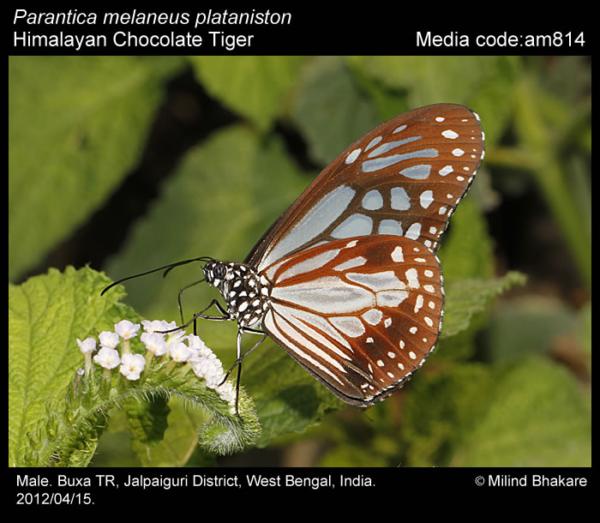 Parantica melaneus plataniston
Himalayan Chocolate Tiger Media code:am814
Male. Buxa TR, Jalpaiguri District, West Bengal, India. © Milind Bhakare
2012/04/15.